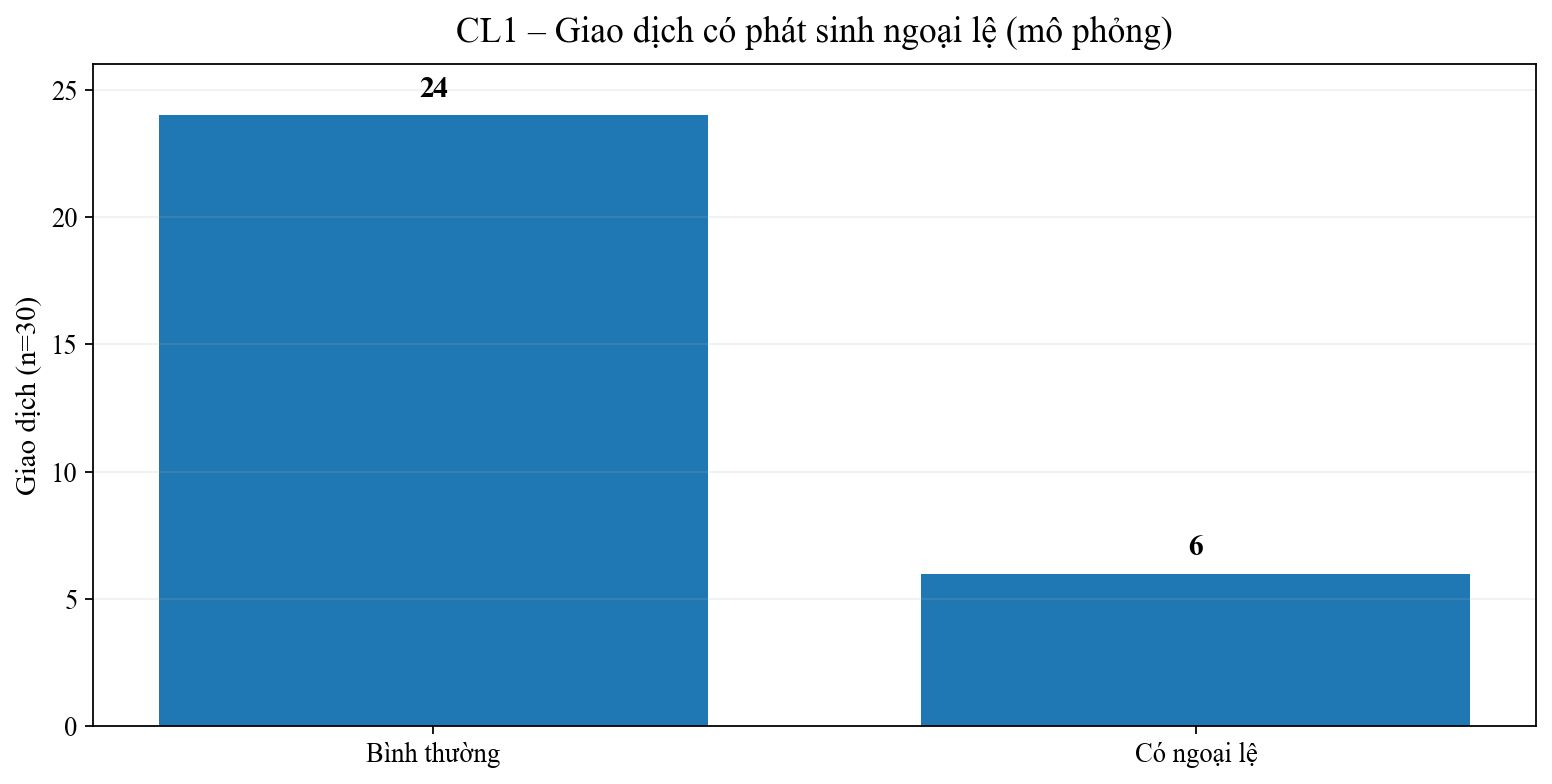 CL1 – Giao dịch có phát sinh ngoại lệ (mô phỏng)
Giao dịch (n=30)
25
20
15
10
5
0
24
6
Bình thường
Có ngoại lệ